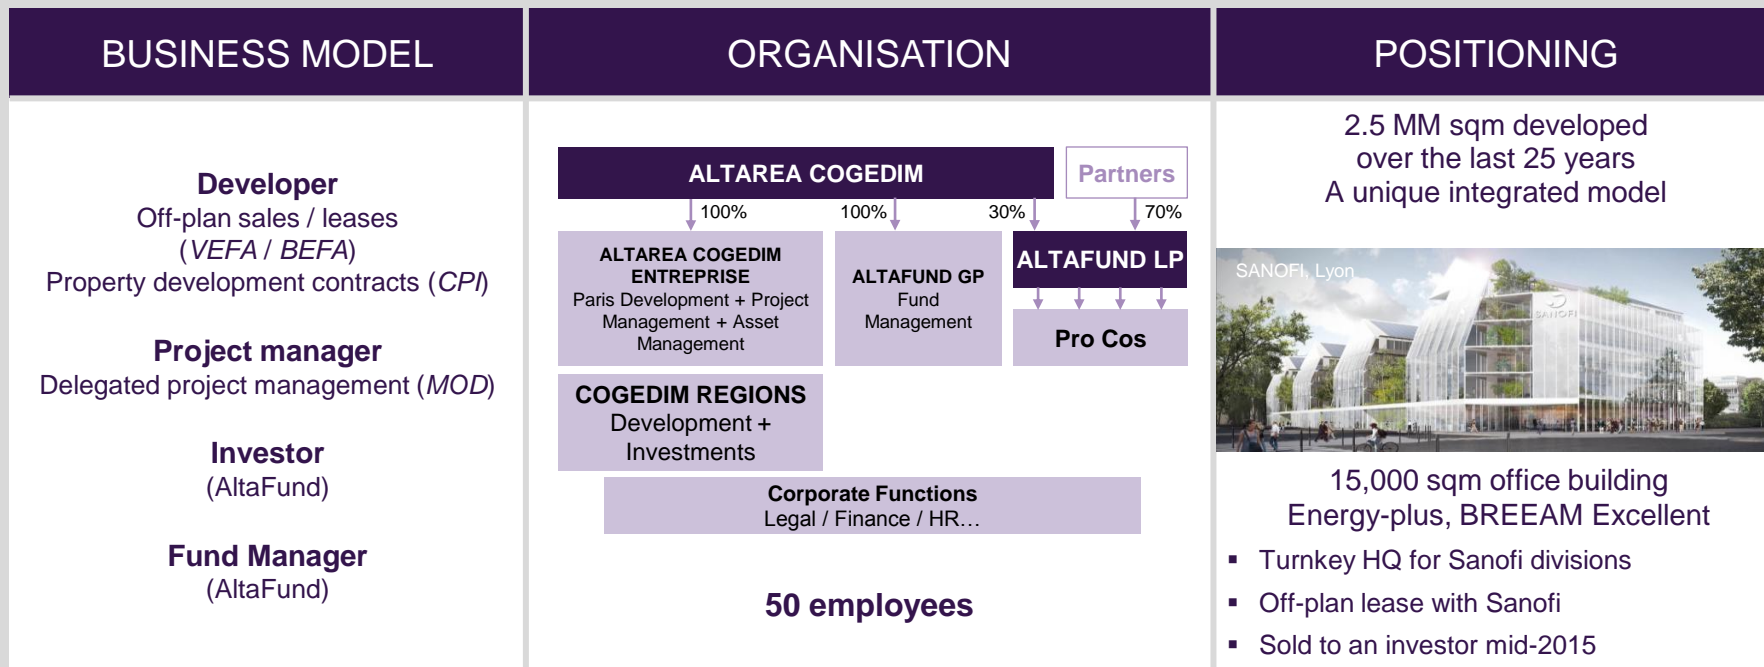 BUSINESS MODEL
Developer
Off-plan sales / leases
(VEFA / BEFA)
Property development contracts (CPI)
Project manager
Delegated project management (MOD)
Investor
(AltaFund)
Fund Manager
(AltaFund)
ORGANISATION
ALTAREA COGEDIM
Partners
100%
100%
30%
70%
ALTAREA COGEDIM
ENTREPRISE
Paris Development + Project
Management + Asset
Management
ALTAFUND GP
Fund
Management
ALTAFUND LP
Pro Cos
COGEDIM REGIONS
Development +
Investments
Corporate Functions
Legal / Finance / HR…
50 employees
POSITIONING
2.5 MM sqm developed
over the last 25 years
A unique integrated model
SANOFI, Lyon
SANOFI
15,000 sqm office building
Energy-plus, BREEAM Excellent
▪ Turnkey HQ for Sanofi divisions
▪ Off-plan lease with Sanofi
▪ Sold to an investor mid-2015